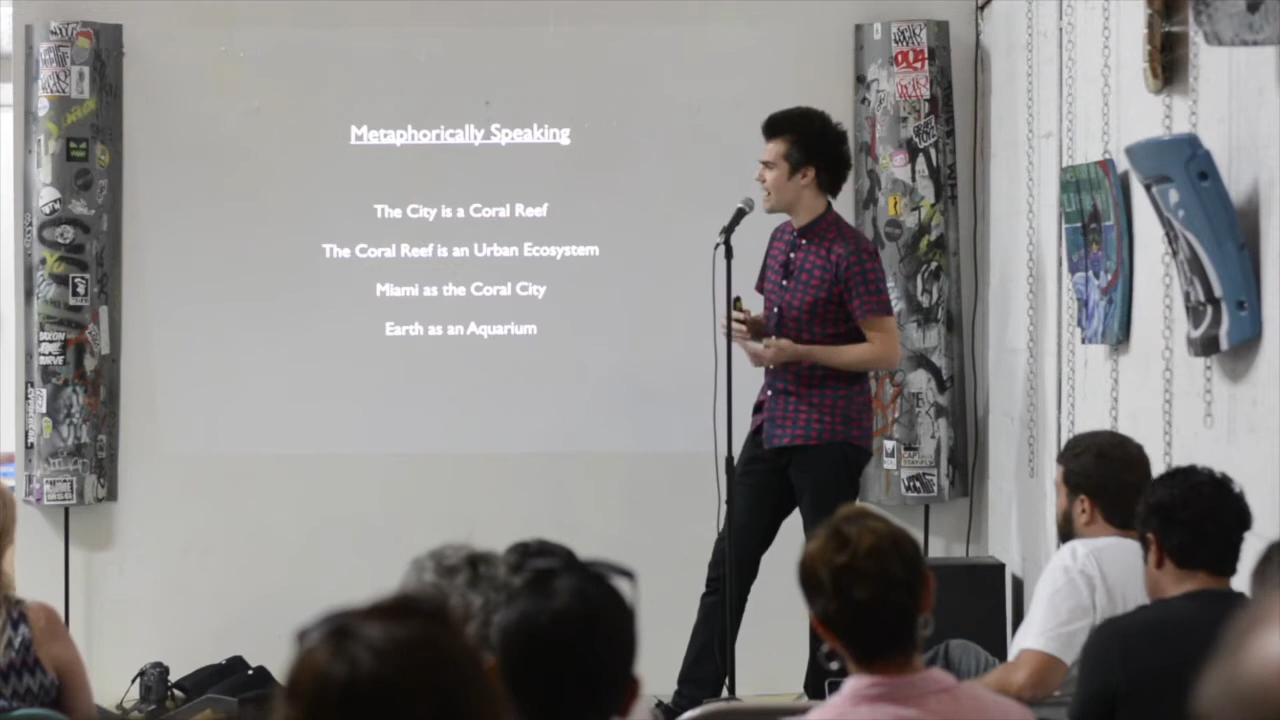 Metaphorically Speaking
The City is a Coral Reef
The Coral Reef is an Urban Ecosystem
Miami as the Coral City
Earth as an Aquarium